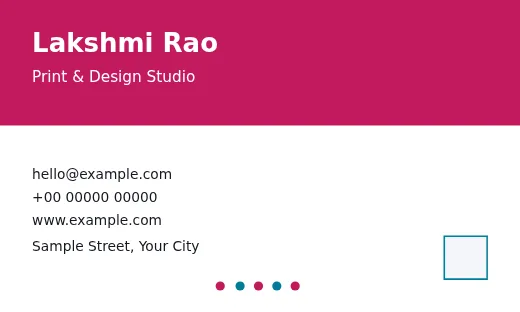 Lakshmi Rao
Print & Design Studio
hello@example.com
+00 00000 00000
www.example.com
Sample Street, Your City